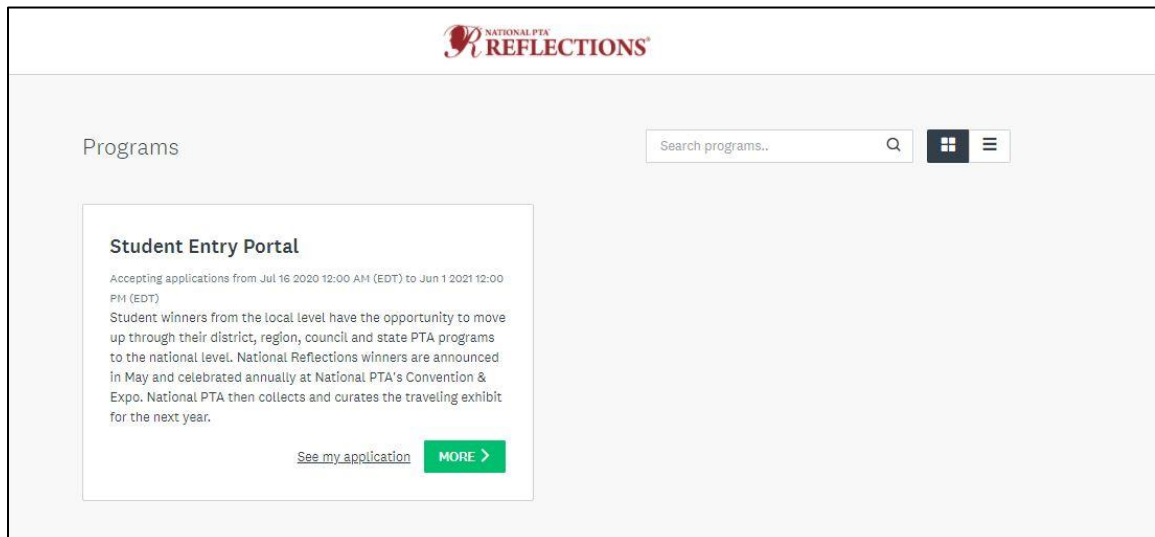 NATIONAL PTA
REFLECTIONS®
Programs
Search programs..
Student Entry Portal
Accepting applications from Jul 16 2020 12:00 AM (EDT) to Jun 1 2021 12:00
PM (EDT)
Student winners from the local level have the opportunity to move
up through their district, region, council and state PTA programs
to the national level. National Reflections winners are announced
in May and celebrated annually at National PTA's Convention &
Expo. National PTA then collects and curates the traveling exhibit
for the next year.
See my application
MORE